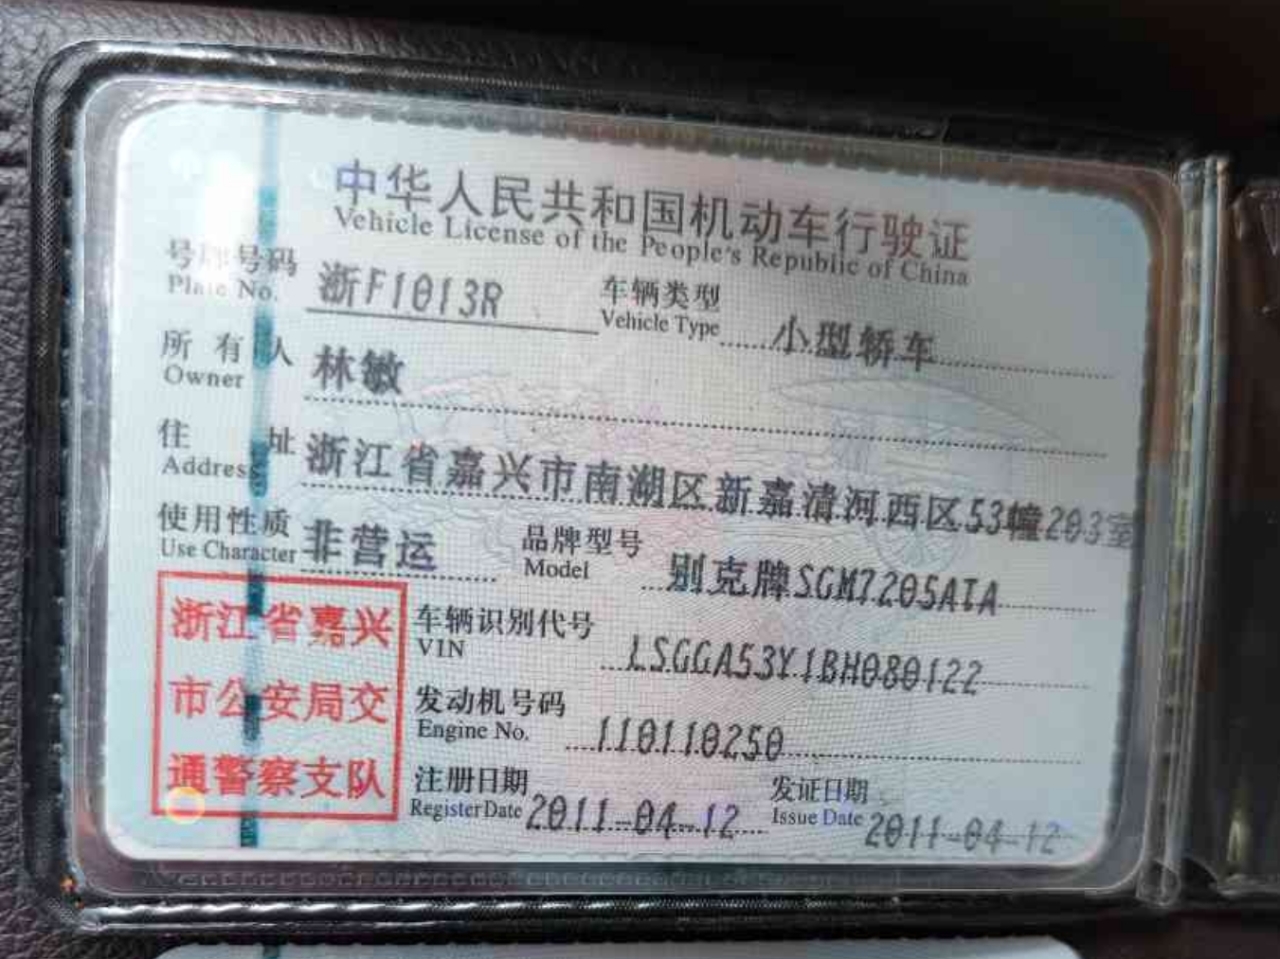 中华人民共和国机动车行驶证
Vehicle License of the People's Republic of China
号牌号码 浙F1013R 车辆类型 小型轿车
Plate No. Vehicle Type
所有人 林敏
Owner
住址 浙江省嘉兴市南湖区新嘉清河西区53幢203室
Address
使用性质 非营运 品牌型号 别克牌SGM7205ATA
Use Character Model
浙江省嘉兴
市公安局交
通警察支队
车辆识别代号 LSGGA53Y1BH080122
VIN
发动机号码 110110250
Engine No.
注册日期 2011-04-12 发证日期 2011-04-12
Register Date Issue Date